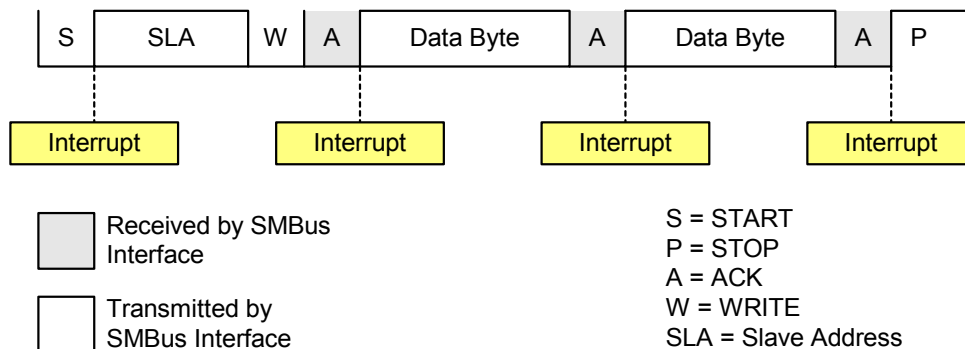 S SLA W A Data Byte A Data Byte A P
Interrupt Interrupt Interrupt Interrupt
Received by SMBus
Interface
Transmitted by
SMBus Interface
S = START
P = STOP
A = ACK
W = WRITE
SLA = Slave Address